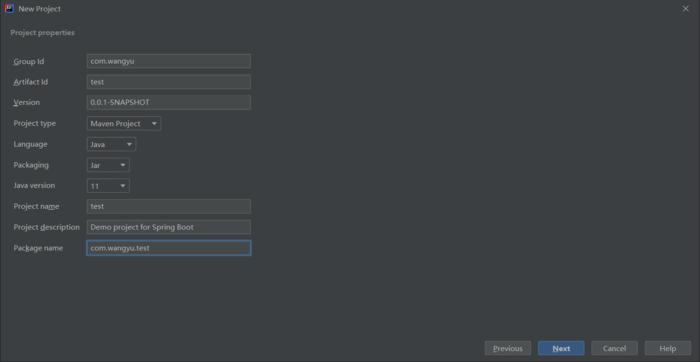 New Project
Project properties
Group Id com.wangyu
Artifact Id test
Version 0.0.1-SNAPSHOT
Project type Maven Project
Language Java
Packaging Jar
Java version 11
Project name test
Project description Demo project for Spring Boot
Package name com.wangyu.test
Previous Next Cancel Help